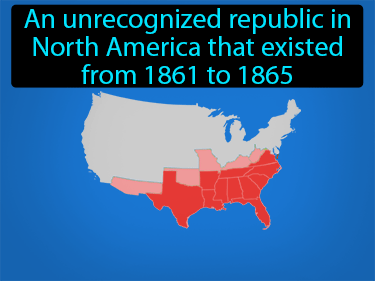 An unrecognized republic in
North America that existed
from 1861 to 1865